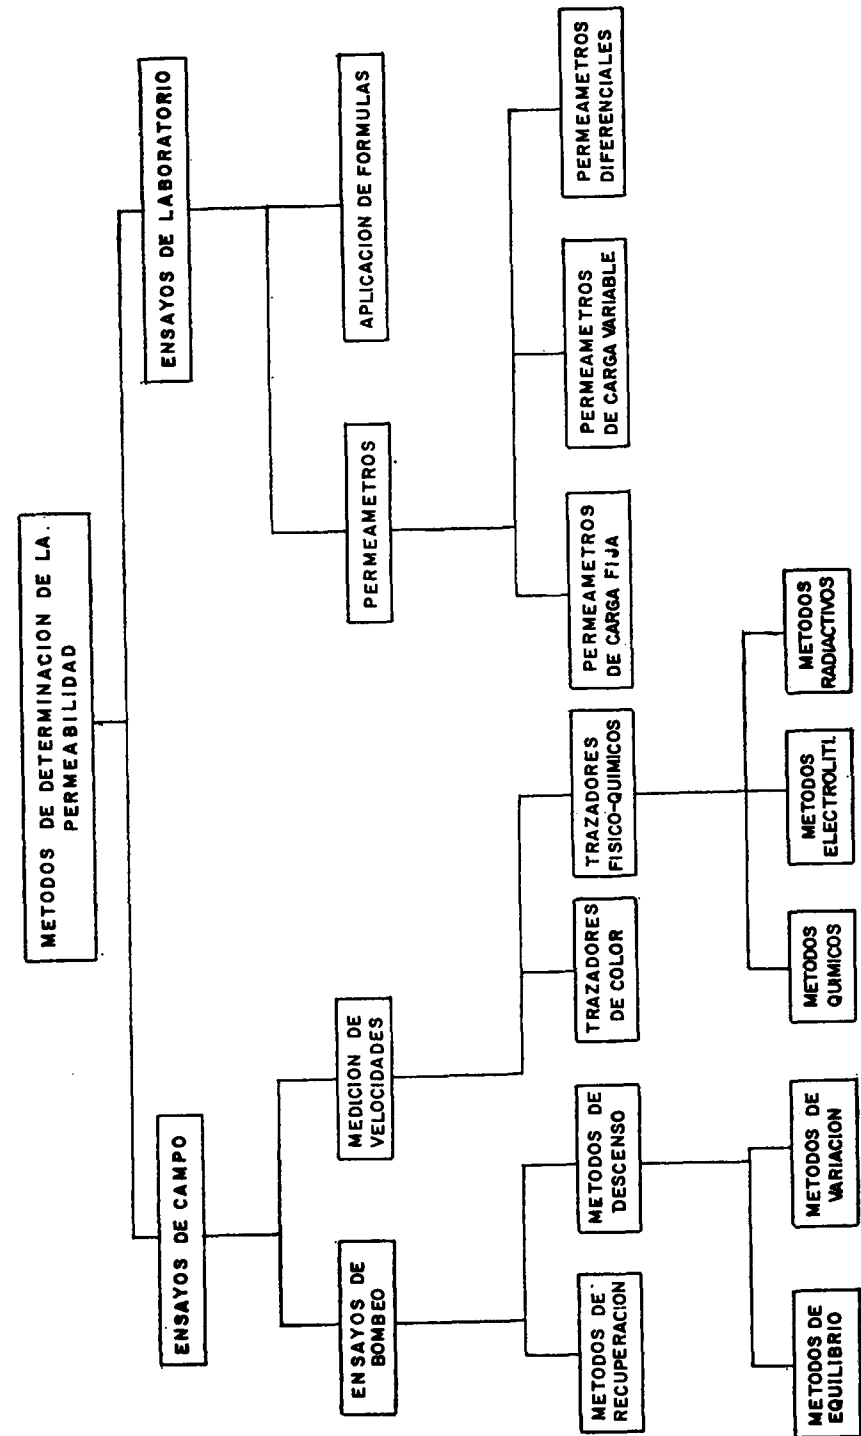 METODOS DE DETERMINACION DE LA.
PERMEABILIDAD
ENSAYOS DE CAMPO
ENSAYOS DE LABORATORIO
ENSAYOS DE
BOMBEO
MEDICION DE
VELOCIDADES
PERMEAMETROS
APLICACION DE FORMULAS
METODOS DE
RECUPERACION
METODOS DE
DESCENSO
TRAZADORES
DE COLOR
TRAZADORES
FISICO-QUIMICOS
PERMEAMETROS
DE CARGA FIJA
PERMEAMETROS
DE CARGA VARIABLE
PERMEAMETROS
DIFERENCIALES
METODOS DE
EQUILIBRIO
METODOS DE
VARIACION
METODOS
QUIMICOS
METODOS
ELECTROLITI.
METODOS
RADIACTIVOS